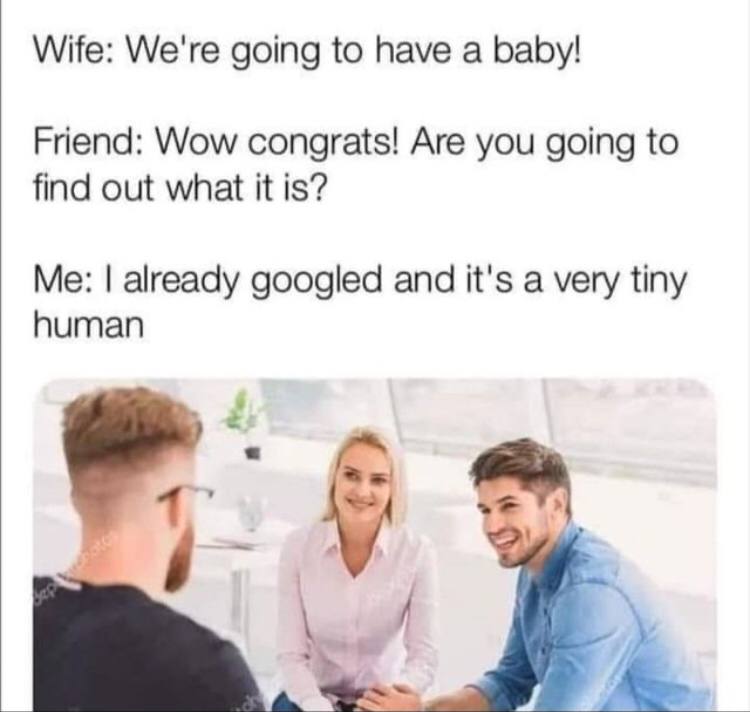 Wife: We're going to have a baby!
Friend: Wow congrats! Are you going to
find out what it is?
Me: I already googled and it's a very tiny
human